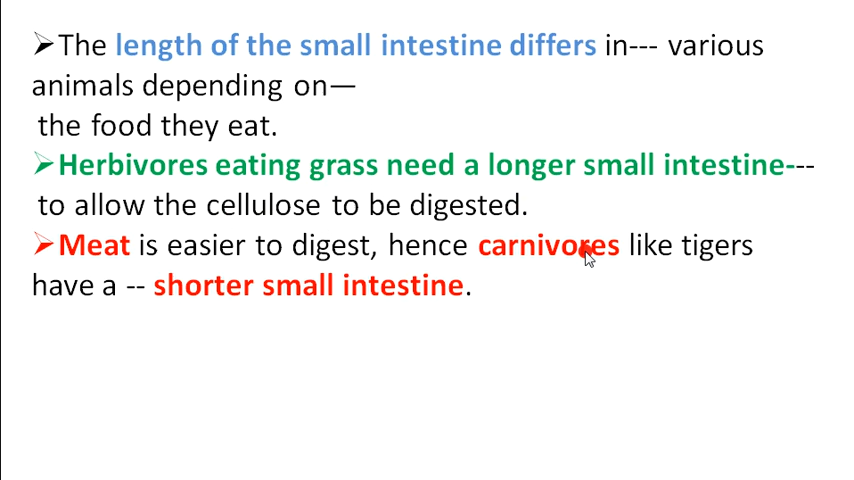 ➢The length of the small intestine differs in--- various
animals depending on—
the food they eat.
➢Herbivores eating grass need a longer small intestine---
to allow the cellulose to be digested.
➢Meat is easier to digest, hence carnivores like tigers
have a -- shorter small intestine.